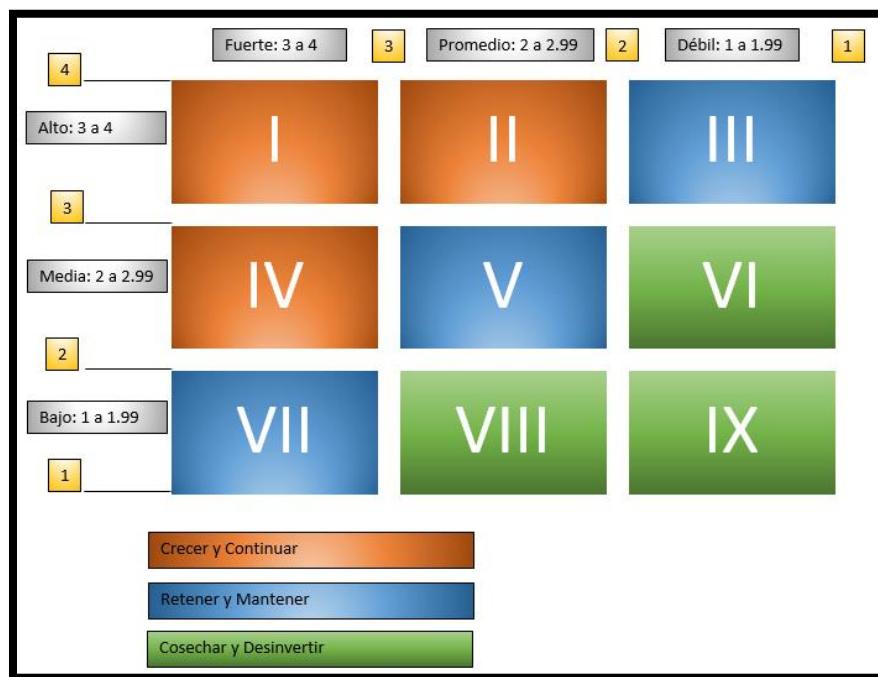 Fuerte: 3 a 4 3 Promedio: 2 a 2.99 2 Débil: 1 a 1.99 1
4
Alto: 3 a 4 I II III
3
Media: 2 a 2.99 IV V VI
2
Bajo: 1 a 1.99 VII VIII IX
1
Crecer y Continuar
Retener y Mantener
Cosechar y Desinvertir